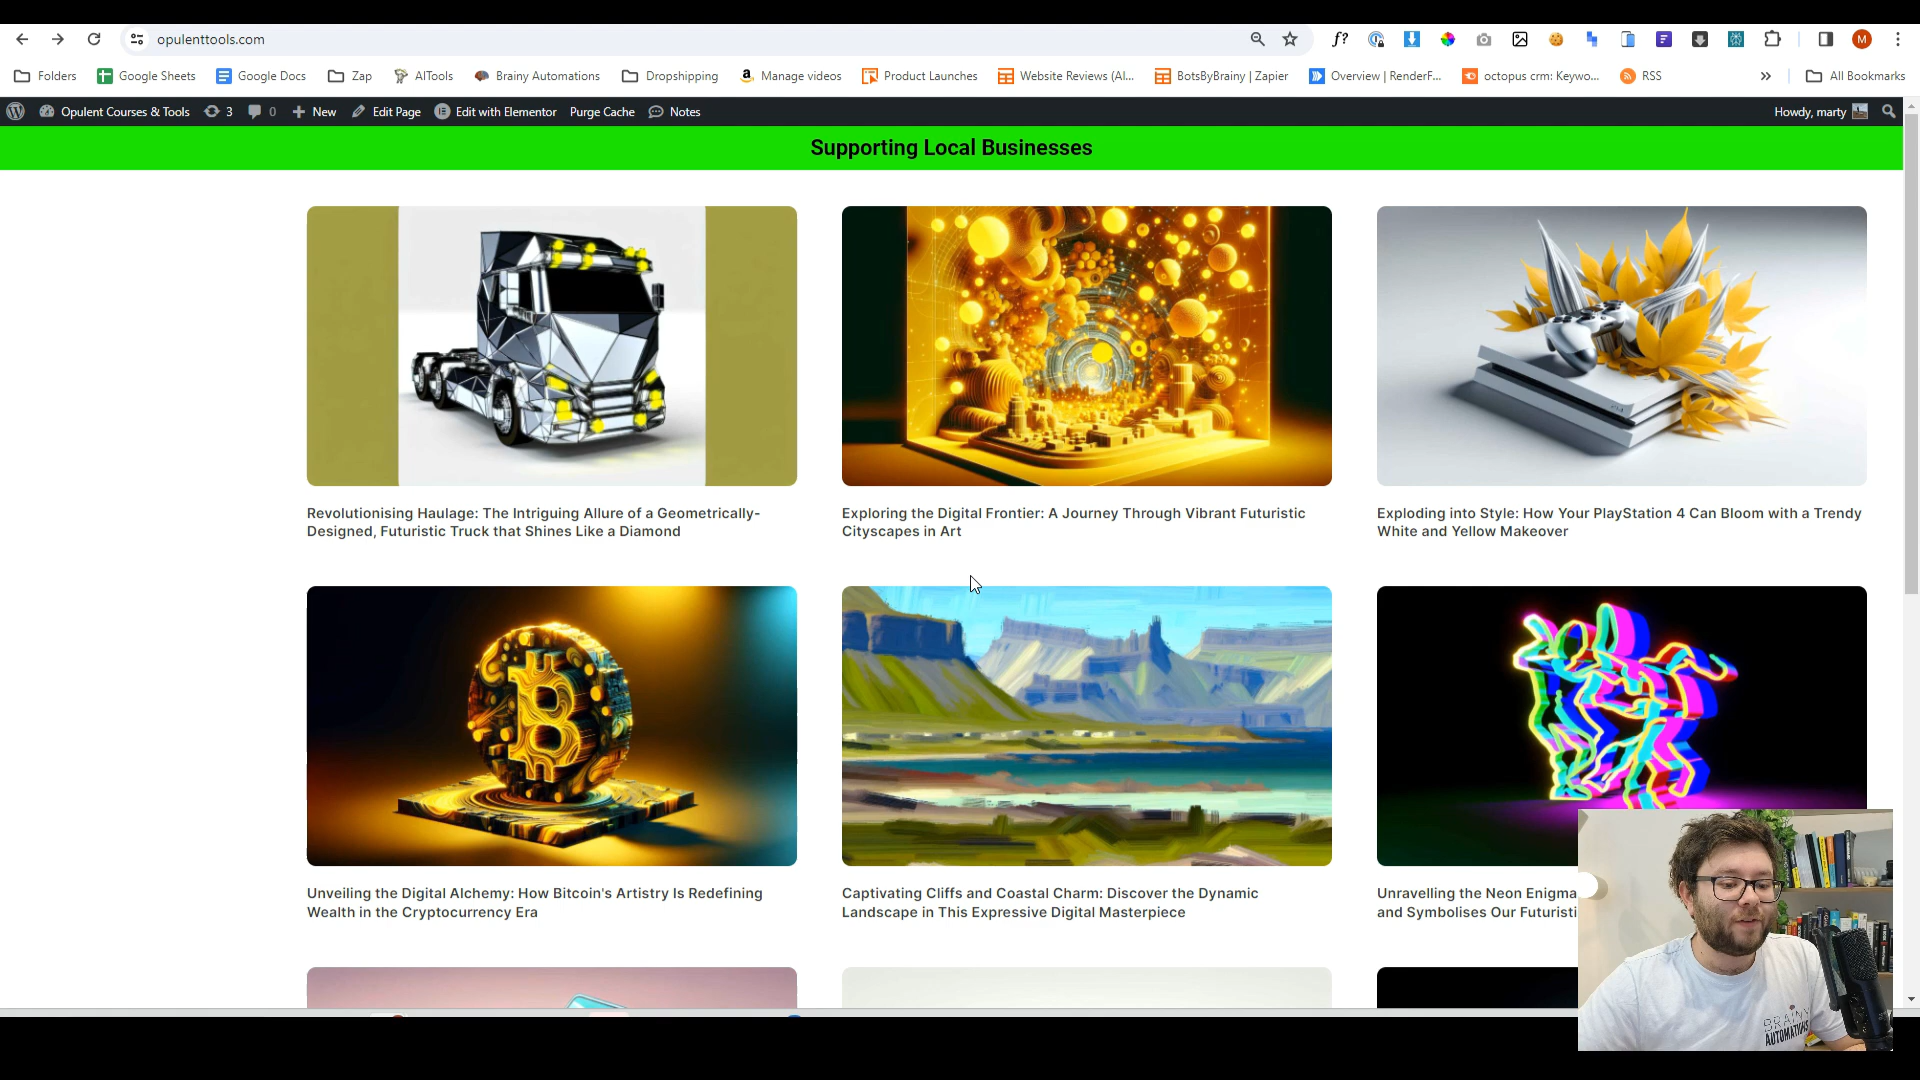 opulenttools.com
Folders Google Sheets Google Docs Zap AITools Brainy Automations Dropshipping Manage videos Product Launches Website Reviews (Al... BotsByBrainy | Zapier Overview | RenderF... octopus crm: Keywo... RSS All Bookmarks
Opulent Courses & Tools 3 0 New Edit Page Edit with Elementor Purge Cache Notes Howdy, marty
Supporting Local Businesses
Revolutionising Haulage: The Intriguing Allure of a Geometrically-
Designed, Futuristic Truck that Shines Like a Diamond
Exploring the Digital Frontier: A Journey Through Vibrant Futuristic
Cityscapes in Art
Exploding into Style: How Your PlayStation 4 Can Bloom with a Trendy
White and Yellow Makeover
Unveiling the Digital Alchemy: How Bitcoin's Artistry Is Redefining
Wealth in the Cryptocurrency Era
Captivating Cliffs and Coastal Charm: Discover the Dynamic
Landscape in This Expressive Digital Masterpiece
Unravelling the Neon Enigma
and Symbolises Our Futuristi
BRAINY
AUTOMATIONS